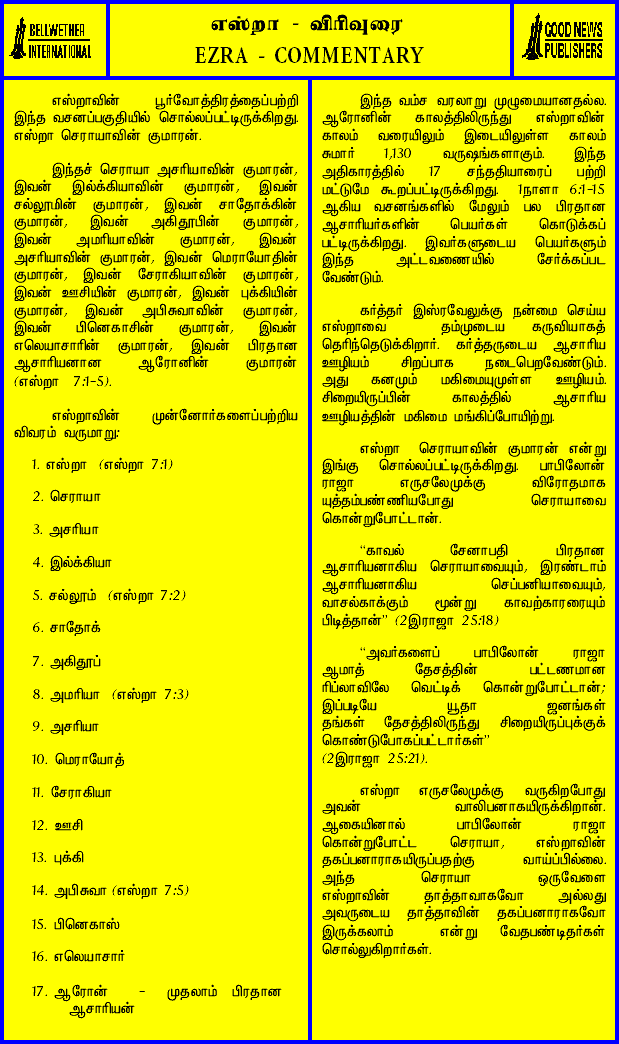 BELLWETHER
INTERNATIONAL
எஸ்றா - விரிவுரை
EZRA - COMMENTARY
GOOD NEWS
PUBLISHERS
எஸ்றாவின் பூர்வோத்திரத்தைப்பற்றி
இந்த வசனப்பகுதியில் சொல்லப்பட்டிருக்கிறது.
எஸ்றா செராயாவின் குமாரன்.
இந்தச் செராயா அசரியாவின் குமாரன்,
இவன் இல்க்கியாவின் குமாரன், இவன்
சல்லூமின் குமாரன், இவன் சாதோக்கின்
குமாரன், இவன் அகிதூபின் குமாரன்,
இவன் அமரியாவின் குமாரன், இவன்
அசரியாவின் குமாரன், இவன் மெராயோதின்
குமாரன், இவன் சேராகியாவின் குமாரன்,
இவன் ஊசியின் குமாரன், இவன் புக்கியின்
குமாரன், இவன் அபிசுவாவின் குமாரன்,
இவன் பினெகாசின் குமாரன், இவன்
எலெயாசாரின் குமாரன், இவன் பிரதான
ஆசாரியனான ஆரோனின் குமாரன்
(எஸ்றா 7:1-5).
எஸ்றாவின் முன்னோர்களைப்பற்றிய
விவரம் வருமாறு:
1. எஸ்றா (எஸ்றா 7:1)
2. செராயா
3. அசரியா
4. இல்க்கியா
5. சல்லூம் (எஸ்றா 7:2)
6. சாதோக்
7. அகிதூப்
8. அமரியா (எஸ்றா 7:3)
9. அசரியா
10. மெராயோத்
11. சேராகியா
12. ஊசி
13. புக்கி
14. அபிசுவா (எஸ்றா 7:5)
15. பினெகாஸ்
16. எலெயாசார்
17. ஆரோன் - முதலாம் பிரதான
ஆசாரியன்
இந்த வம்ச வரலாறு முழுமையானதல்ல.
ஆரோனின் காலத்திலிருந்து எஸ்றாவின்
காலம் வரையிலும் இடையிலுள்ள காலம்
சுமார் 1,130 வருஷங்களாகும். இந்த
அதிகாரத்தில் 17 சந்ததியாரைப் பற்றி
மட்டுமே கூறப்பட்டிருக்கிறது. 1நாளா 6:1-15
ஆகிய வசனங்களில் மேலும் பல பிரதான
ஆசாரியர்களின் பெயர்கள் கொடுக்கப்
பட்டிருக்கிறது. இவர்களுடைய பெயர்களும்
இந்த அட்டவணையில் சேர்க்கப்பட
வேண்டும்.
கர்த்தர் இஸ்ரவேலுக்கு நன்மை செய்ய
எஸ்றாவை தம்முடைய கருவியாகத்
தெரிந்தெடுக்கிறார். கர்த்தருடைய ஆசாரிய
ஊழியம் சிறப்பாக நடைபெறவேண்டும்.
அது கனமும் மகிமையுமுள்ள ஊழியம்.
சிறையிருப்பின் காலத்தில் ஆசாரிய
ஊழியத்தின் மகிமை மங்கிப்போயிற்று.
எஸ்றா செராயாவின் குமாரன் என்று
இங்கு சொல்லப்பட்டிருக்கிறது. பாபிலோன்
ராஜா எருசலேமுக்கு விரோதமாக
யுத்தம்பண்ணியபோது செராயாவை
கொன்றுபோட்டான்.
“காவல் சேனாபதி பிரதான
ஆசாரியனாகிய செராயாவையும், இரண்டாம்
ஆசாரியனாகிய செப்பனியாவையும்,
வாசல்காக்கும் மூன்று காவற்காரரையும்
பிடித்தான்” (2இராஜா 25:18)
“அவர்களைப் பாபிலோன் ராஜா
ஆமாத் தேசத்தின் பட்டணமான
ரிப்லாவிலே வெட்டிக் கொன்றுபோட்டான்;
இப்படியே யூதா ஜனங்கள்
தங்கள் தேசத்திலிருந்து சிறையிருப்புக்குக்
கொண்டுபோகப்பட்டார்கள்”
(2இராஜா 25:21).
எஸ்றா எருசலேமுக்கு வருகிறபோது
அவன் வாலிபனாகயிருக்கிறான்.
ஆகையினால் பாபிலோன் ராஜா
கொன்றுபோட்ட செராயா, எஸ்றாவின்
தகப்பனாராகயிருப்பதற்கு வாய்ப்பில்லை.
அந்த செராயா ஒருவேளை
எஸ்றாவின் தாத்தாவாகவோ அல்லது
அவருடைய தாத்தாவின் தகப்பனாராகவோ
இருக்கலாம் என்று வேதபண்டிதர்கள்
சொல்லுகிறார்கள்.